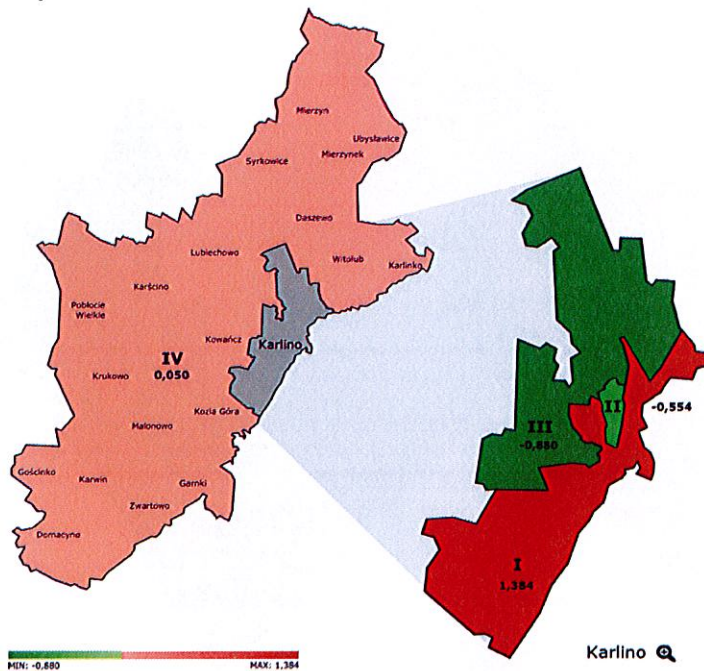 Mierzyn
Ubysławice
Mierzynek
Syrkowice
Daszewo
Lubiechowo
Witolub
Karlinko
Karścino
Pobłocie
Wielkie
Kowańcz
Karlino
IV
0,050
Krukowo
Kozia Góra
Malonowo
Gościnko
Karwin
Garnki
Zwartowo
Domacyno
II
-0,554
III
-0,880
I
1,384
Karlino
MIN: -0,880
MAX: 1,384